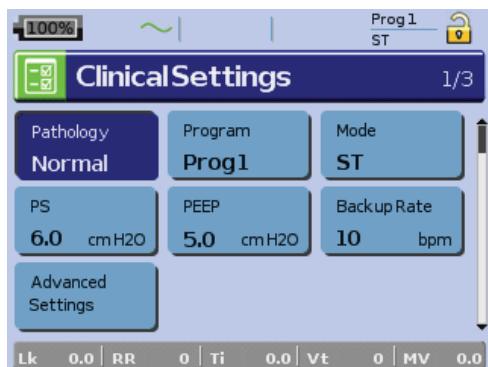 100%
Prog1
ST
Clinical Settings
1/3
Pathology
Normal
Program
Prog1
Mode
ST
PS
6.0 cmH2O
PEEP
5.0 cmH2O
Backup Rate
10 bpm
Advanced
Settings
Lk 0.0 RR 0 Ti 0.0 Vt 0 MV 0.0